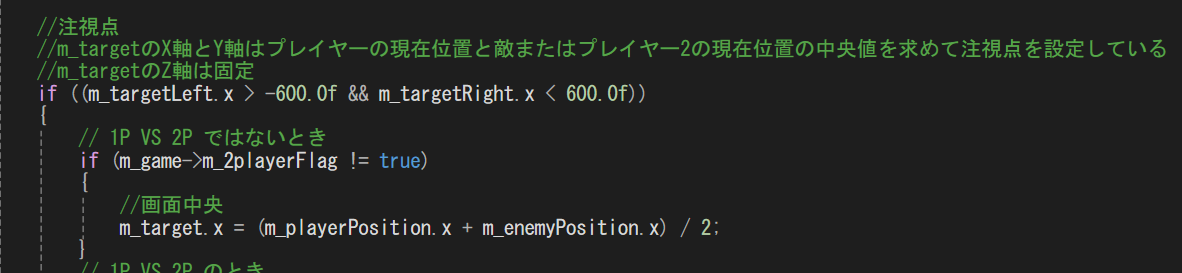 //注視点
//m_targetのX軸とY軸はプレイヤーの現在位置と敵またはプレイヤー2の現在位置の中央値を求めて注視点を設定している
//m_targetのZ軸は固定
if ((m_targetLeft.x > -600.0f && m_targetRight.x < 600.0f))
{
// 1P VS 2P ではないとき
if (m_game->m_2playerFlag != true)
{
//画面中央
m_target.x = (m_playerPosition.x + m_enemyPosition.x) / 2;
}
// 1P VS 2P のとき